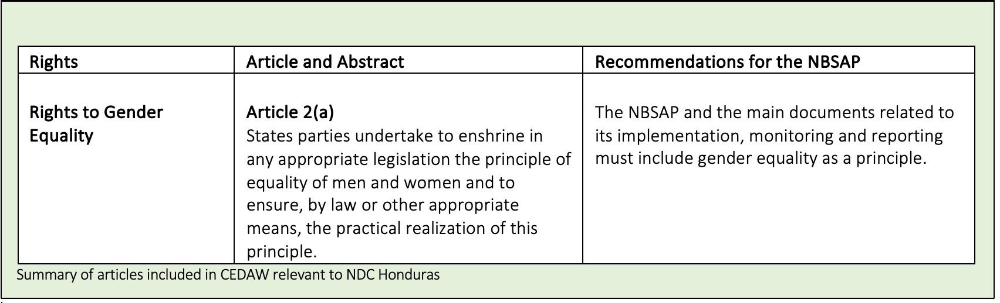 Rights
Article and Abstract
Recommendations for the NBSAP
Rights to Gender
Equality
Article 2(a)
States parties undertake to enshrine in
any appropriate legislation the principle of
equality of men and women and to
ensure, by law or other appropriate
means, the practical realization of this
principle.
The NBSAP and the main documents related to
its implementation, monitoring and reporting
must include gender equality as a principle.
Summary of articles included in CEDAW relevant to NDC Honduras